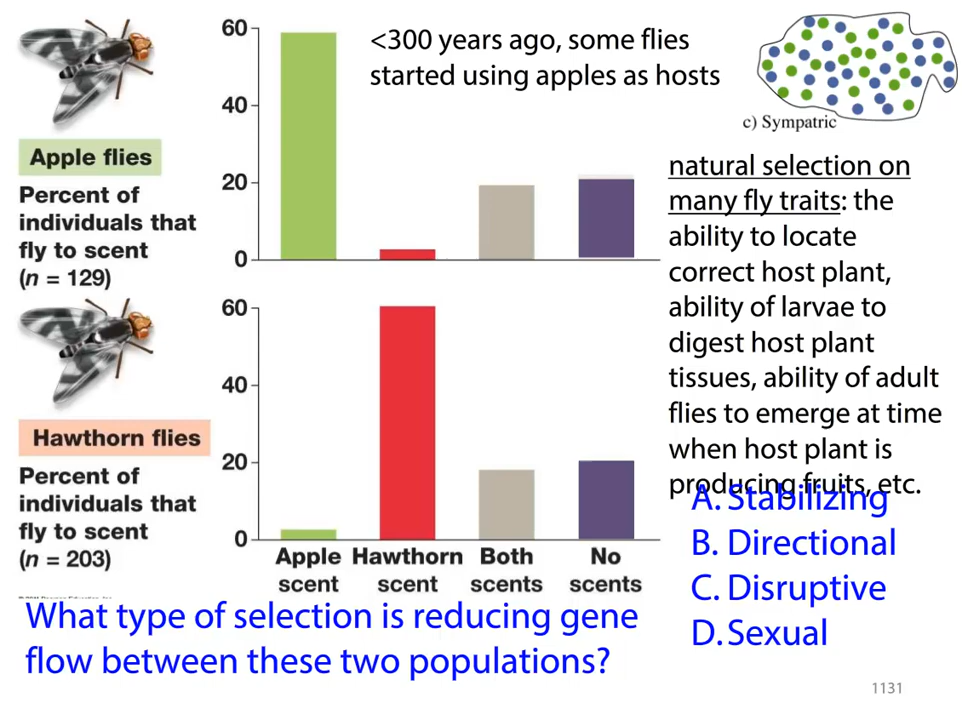 <300 years ago, some flies
started using apples as hosts
c) Sympatric
Apple flies
Percent of
individuals that
fly to scent
(n = 129)
60
40
20
0
Hawthorn flies
Percent of
individuals that
fly to scent
(n = 203)
60
40
20
0
Apple scent
Hawthorn scent
Both scents
No scents
natural selection on
many fly traits: the
ability to locate
correct host plant,
ability of larvae to
digest host plant
tissues, ability of adult
flies to emerge at time
when host plant is
producing fruits, etc.
A. Stabilizing
B. Directional
C. Disruptive
D. Sexual
What type of selection is reducing gene
flow between these two populations?
1131